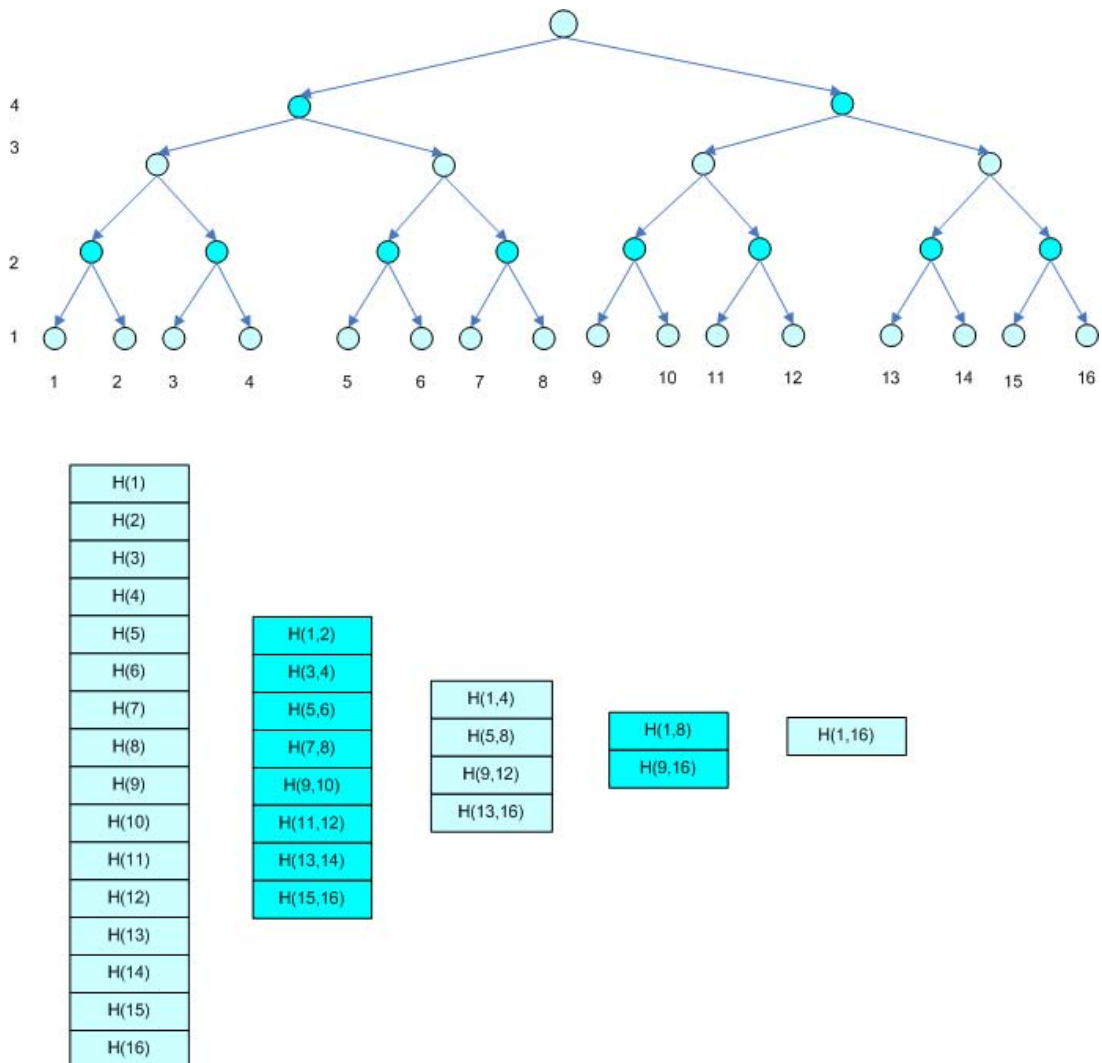 4
3
2
1
1 2 3 4 5 6 7 8 9 10 11 12 13 14 15 16
H(1)
H(2)
H(3)
H(4)
H(5)
H(6)
H(7)
H(8)
H(9)
H(10)
H(11)
H(12)
H(13)
H(14)
H(15)
H(16)
H(1,2)
H(3,4)
H(5,6)
H(7,8)
H(9,10)
H(11,12)
H(13,14)
H(15,16)
H(1,4)
H(5,8)
H(9,12)
H(13,16)
H(1,8)
H(9,16)
H(1,16)